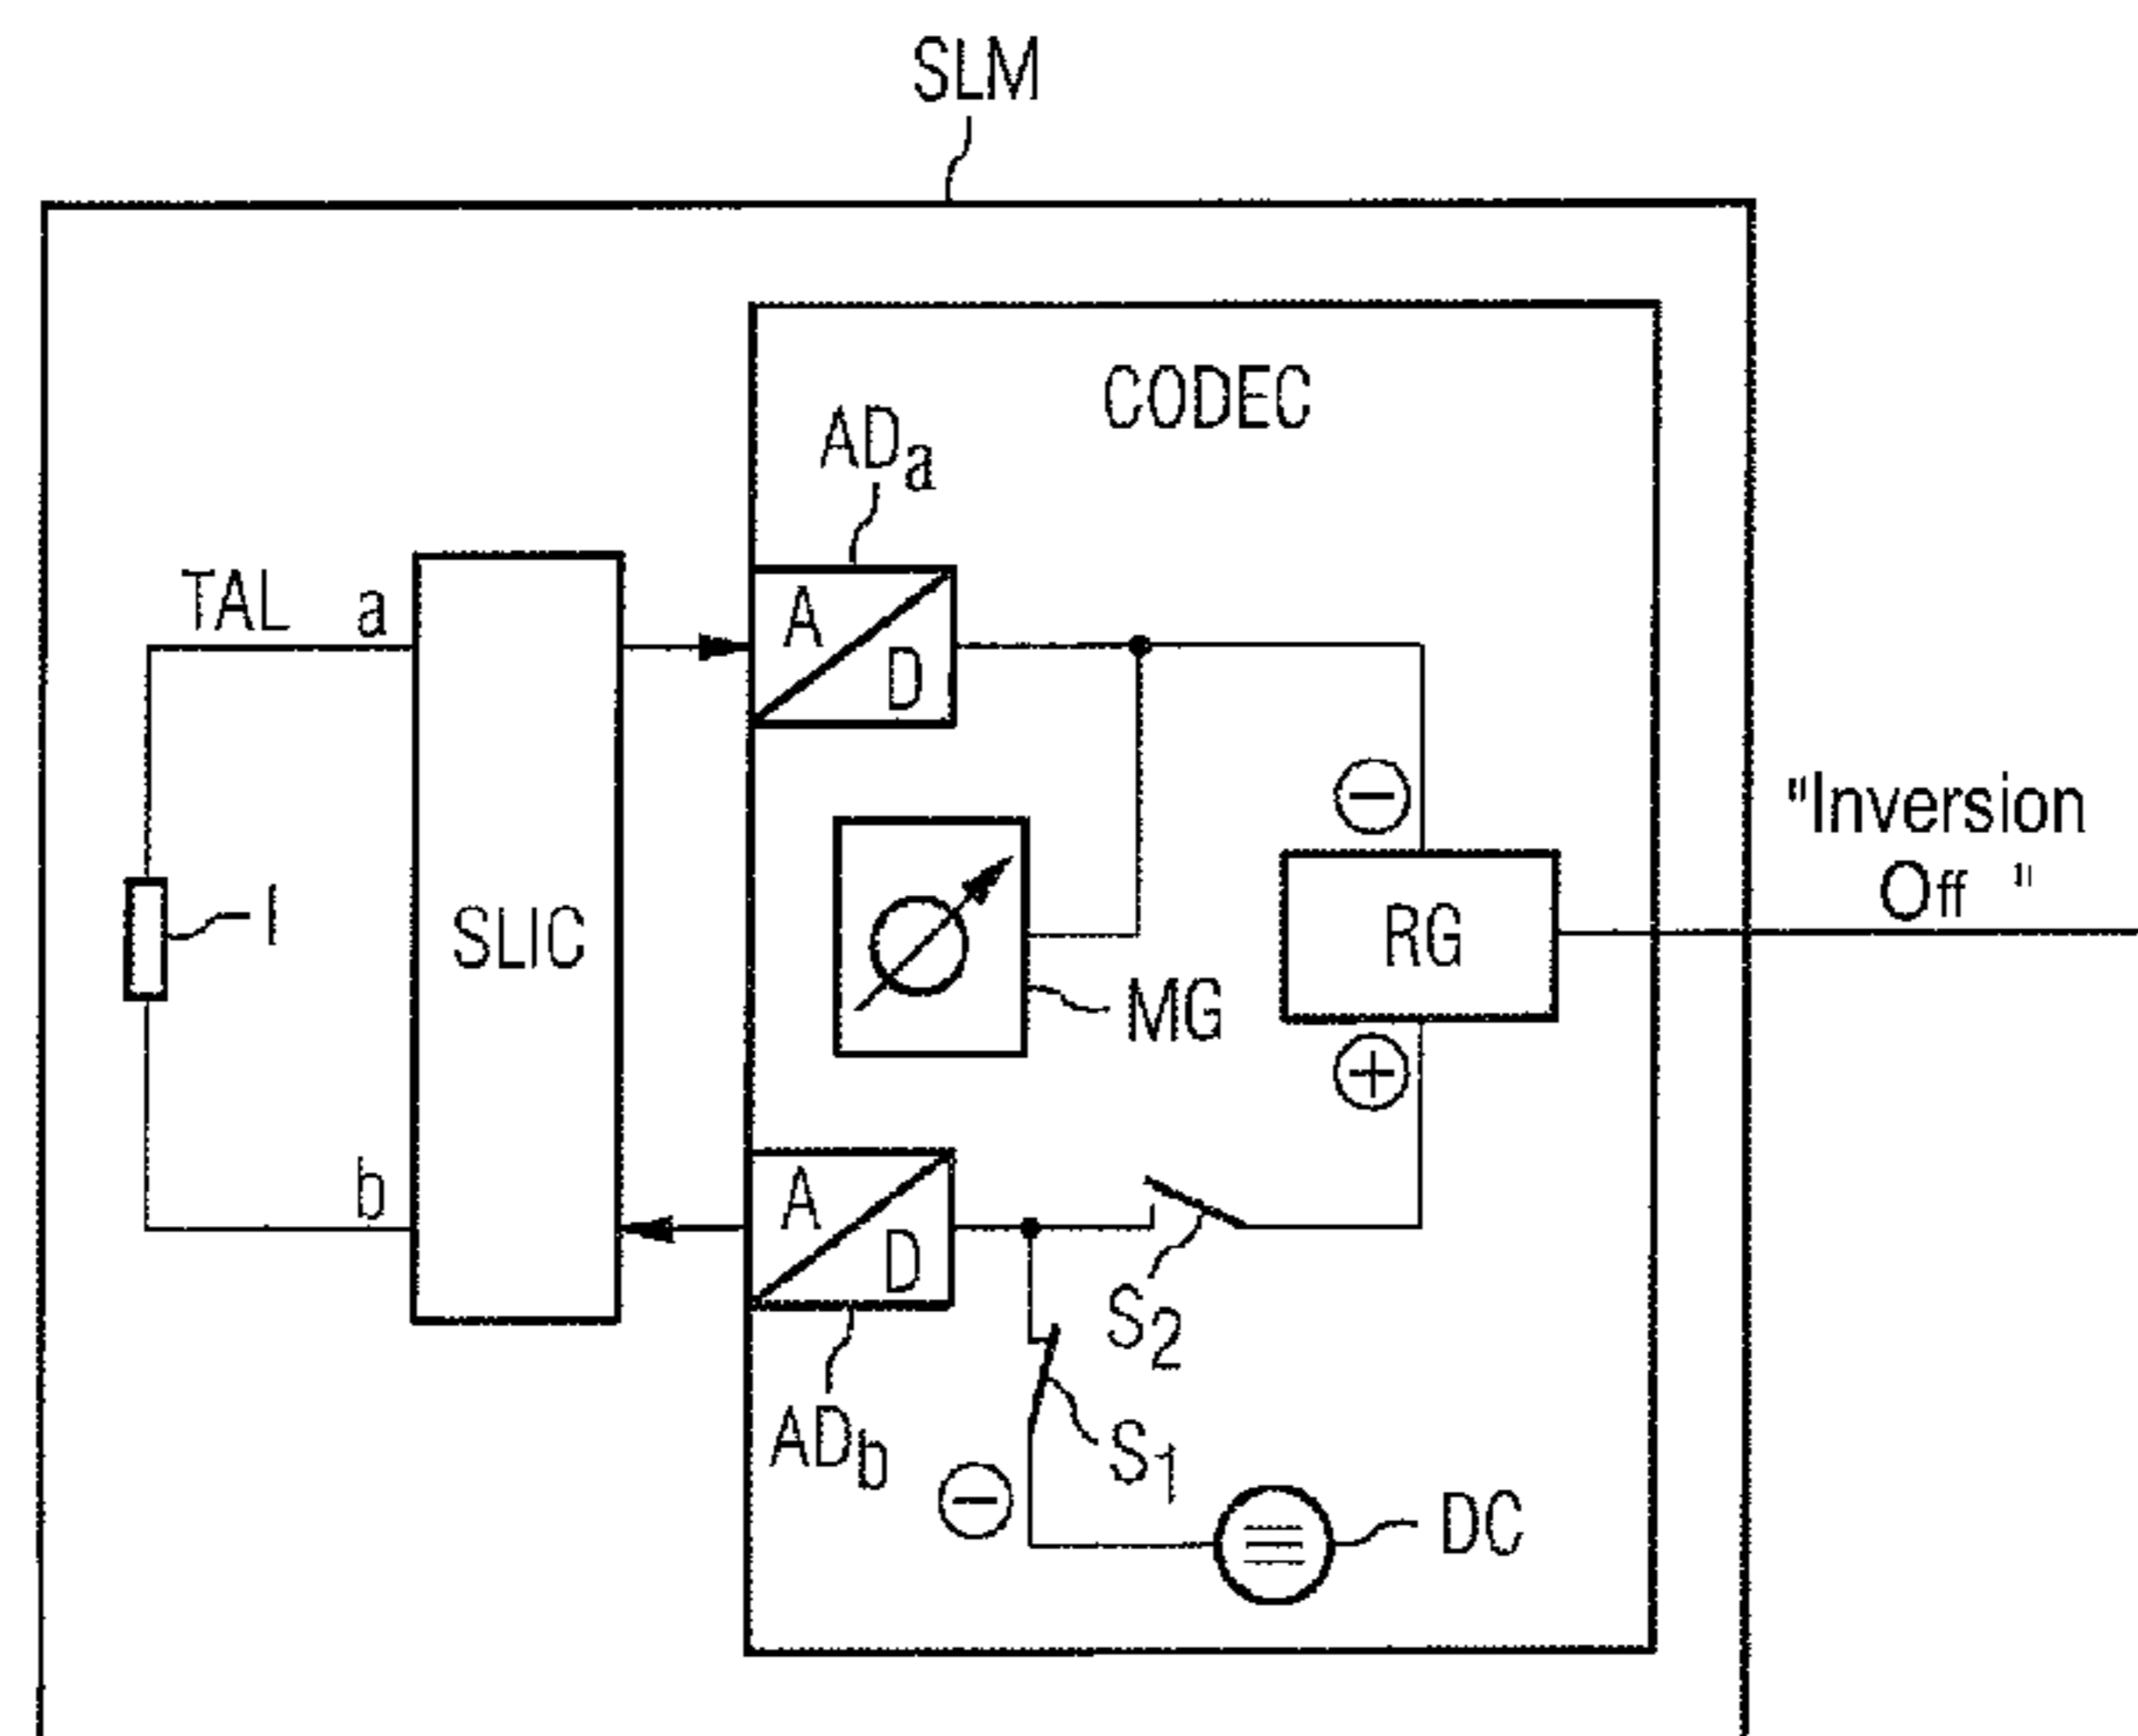 SLM
CODEC
ADa
A
D
TAL a
SLIC
I
"Inversion
Off "
−
RG
MG
+
b
A
D
S2
ADb
S1
−
DC